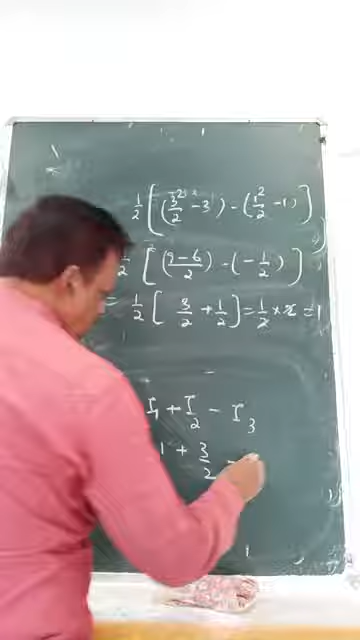 1/2 [(3²/2 - 3) - (1²/2 - 1)]
/2 [(9-6/2) - (-1/2)]
= 1/2 [3/2 + 1/2] = 1/2 × 2 = 1
I₁ + I/2 - I₃
1 + 3/2 -